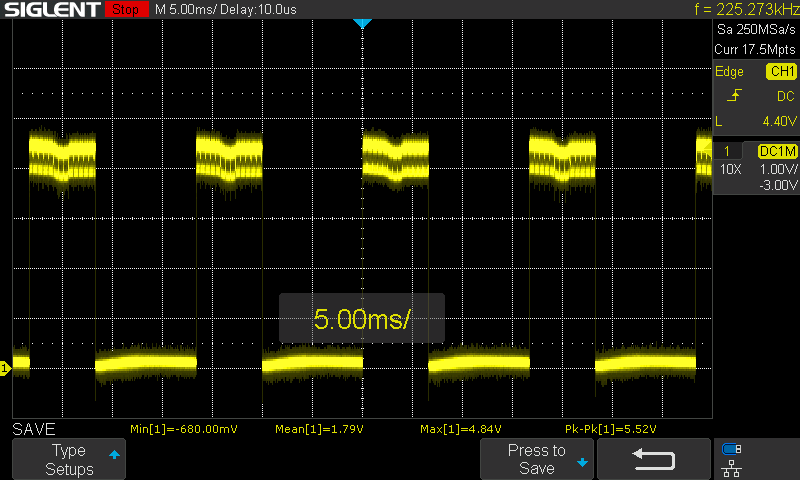 SIGLENT Stop M 5.00ms/ Delay:10.0us f = 225.273kHz
Sa 250MSa/s
Curr 17.5Mpts
Edge CH1
DC
L 4.40V
1 DC1M
10X 1.00V/
-3.00V
5.00ms/
1
SAVE Min[1]=-680.00mV Mean[1]=1.79V Max[1]=4.84V Pk-Pk[1]=5.52V
Type
Setups
Press to
Save